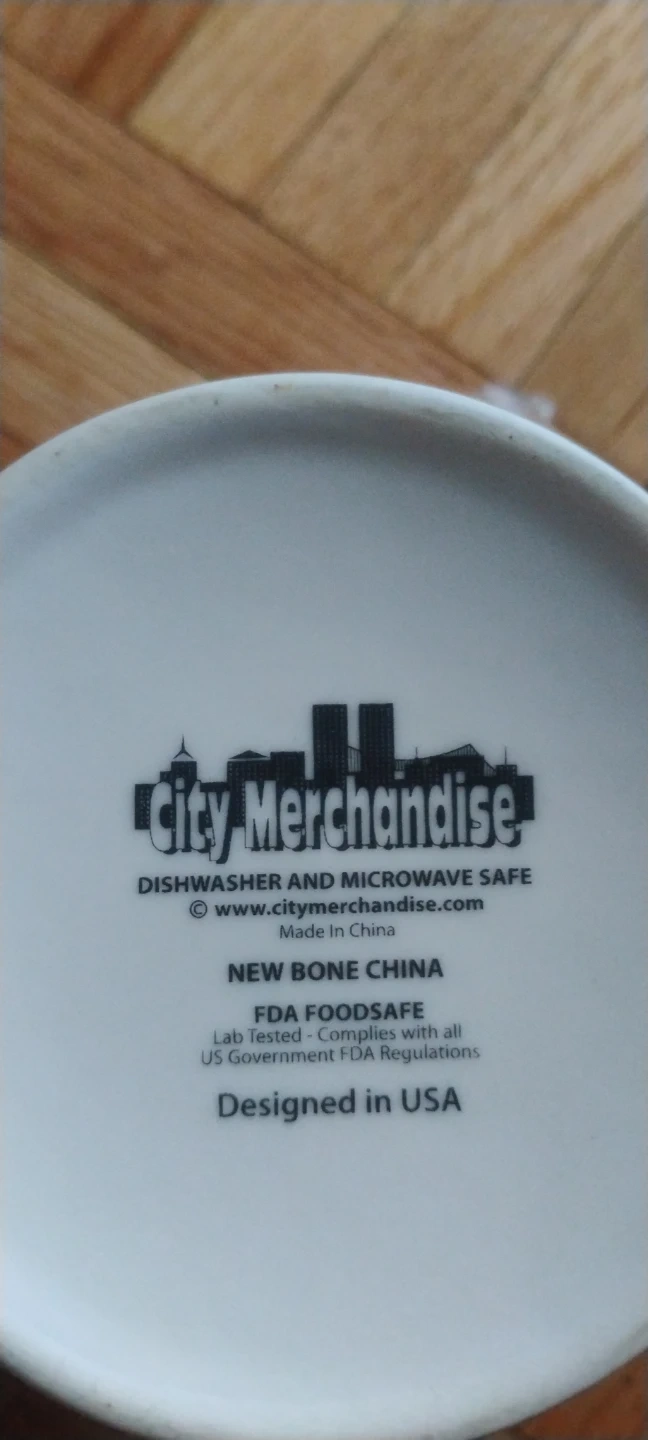 City Merchandise
DISHWASHER AND MICROWAVE SAFE
© www.citymerchandise.com
Made In China
NEW BONE CHINA
FDA FOODSAFE
Lab Tested - Complies with all
US Government FDA Regulations
Designed in USA